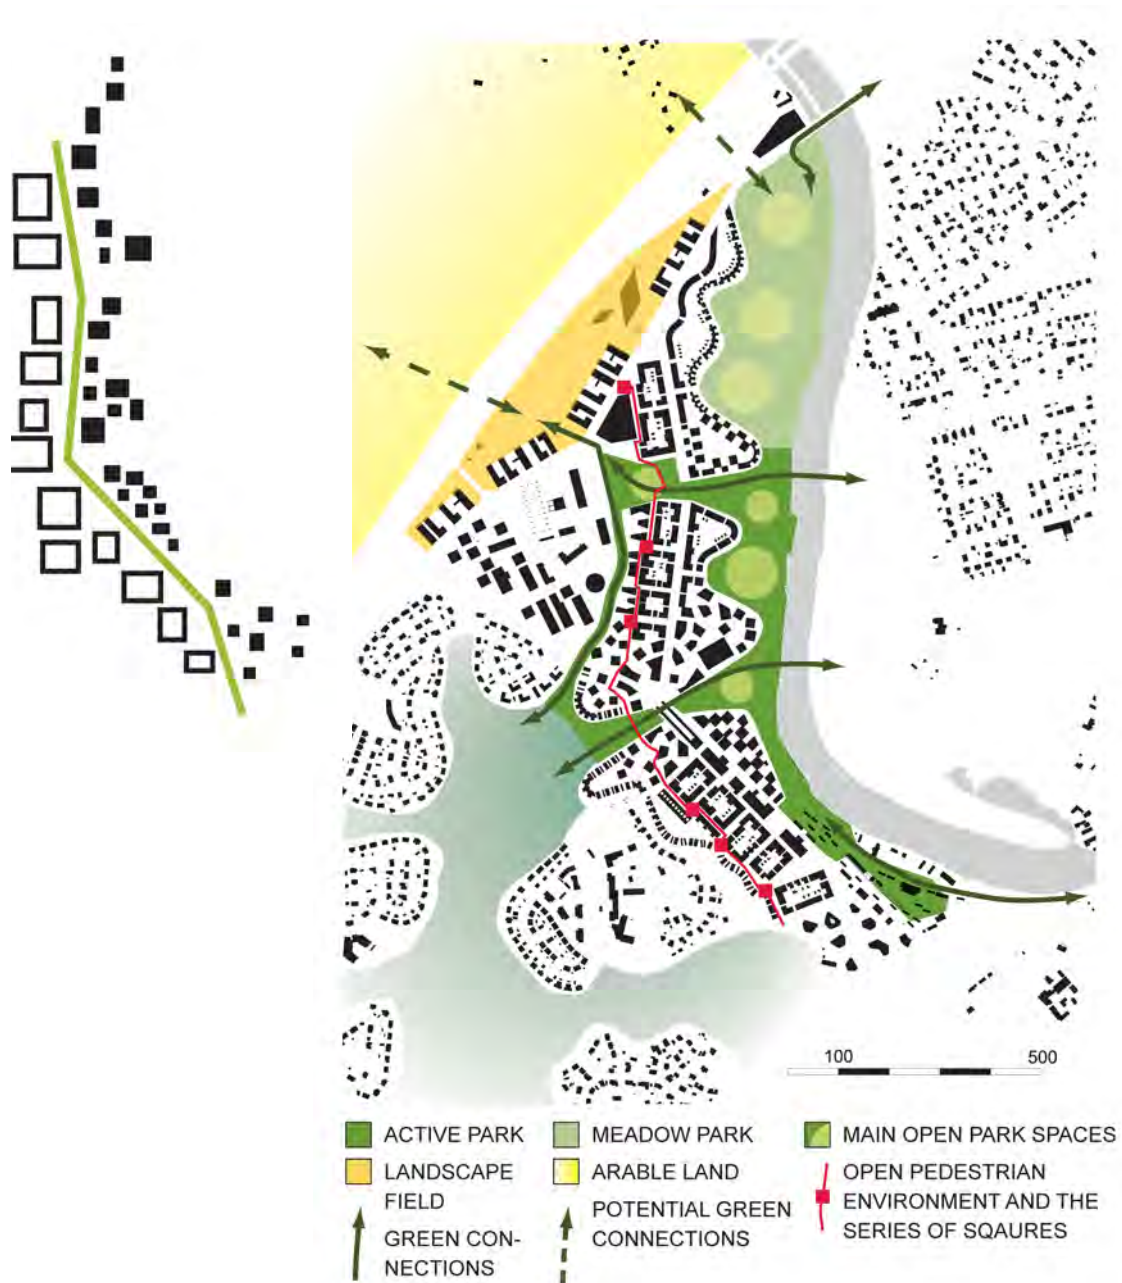 100
500
ACTIVE PARK
LANDSCAPE
FIELD
GREEN CON-
NECTIONS
MEADOW PARK
ARABLE LAND
POTENTIAL GREEN
CONNECTIONS
MAIN OPEN PARK SPACES
OPEN PEDESTRIAN
ENVIRONMENT AND THE
SERIES OF SQAURES